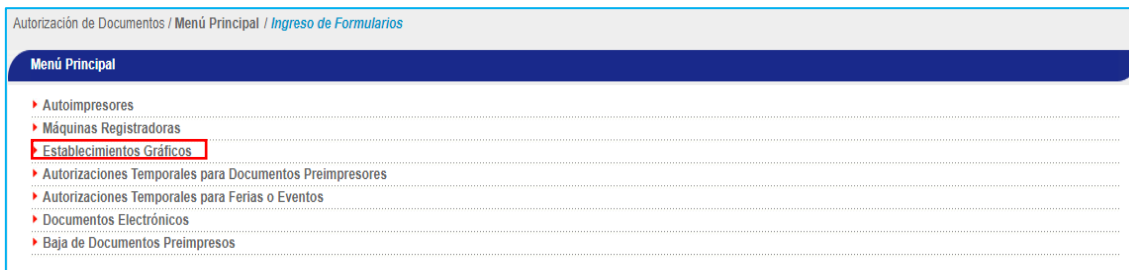 Autorización de Documentos / Menú Principal / Ingreso de Formularios
Menú Principal
Autoimpresores
Máquinas Registradoras
Establecimientos Gráficos
Autorizaciones Temporales para Documentos Preimpresores
Autorizaciones Temporales para Ferias o Eventos
Documentos Electrónicos
Baja de Documentos Preimpresos